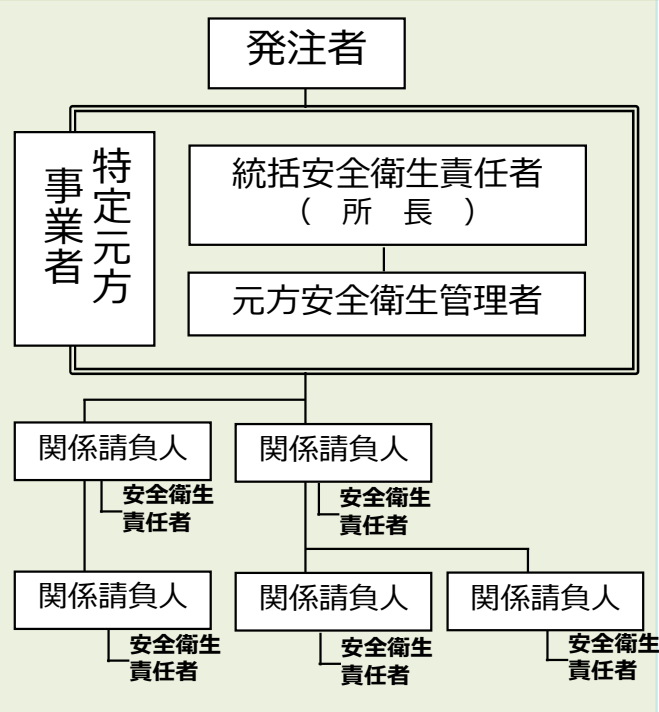 発注者
特定元方
事業者
統括安全衛生責任者
（ 所 長 ）
元方安全衛生管理者
関係請負人
安全衛生
責任者
関係請負人
安全衛生
責任者
関係請負人
安全衛生
責任者
関係請負人
安全衛生
責任者
関係請負人
安全衛生
責任者